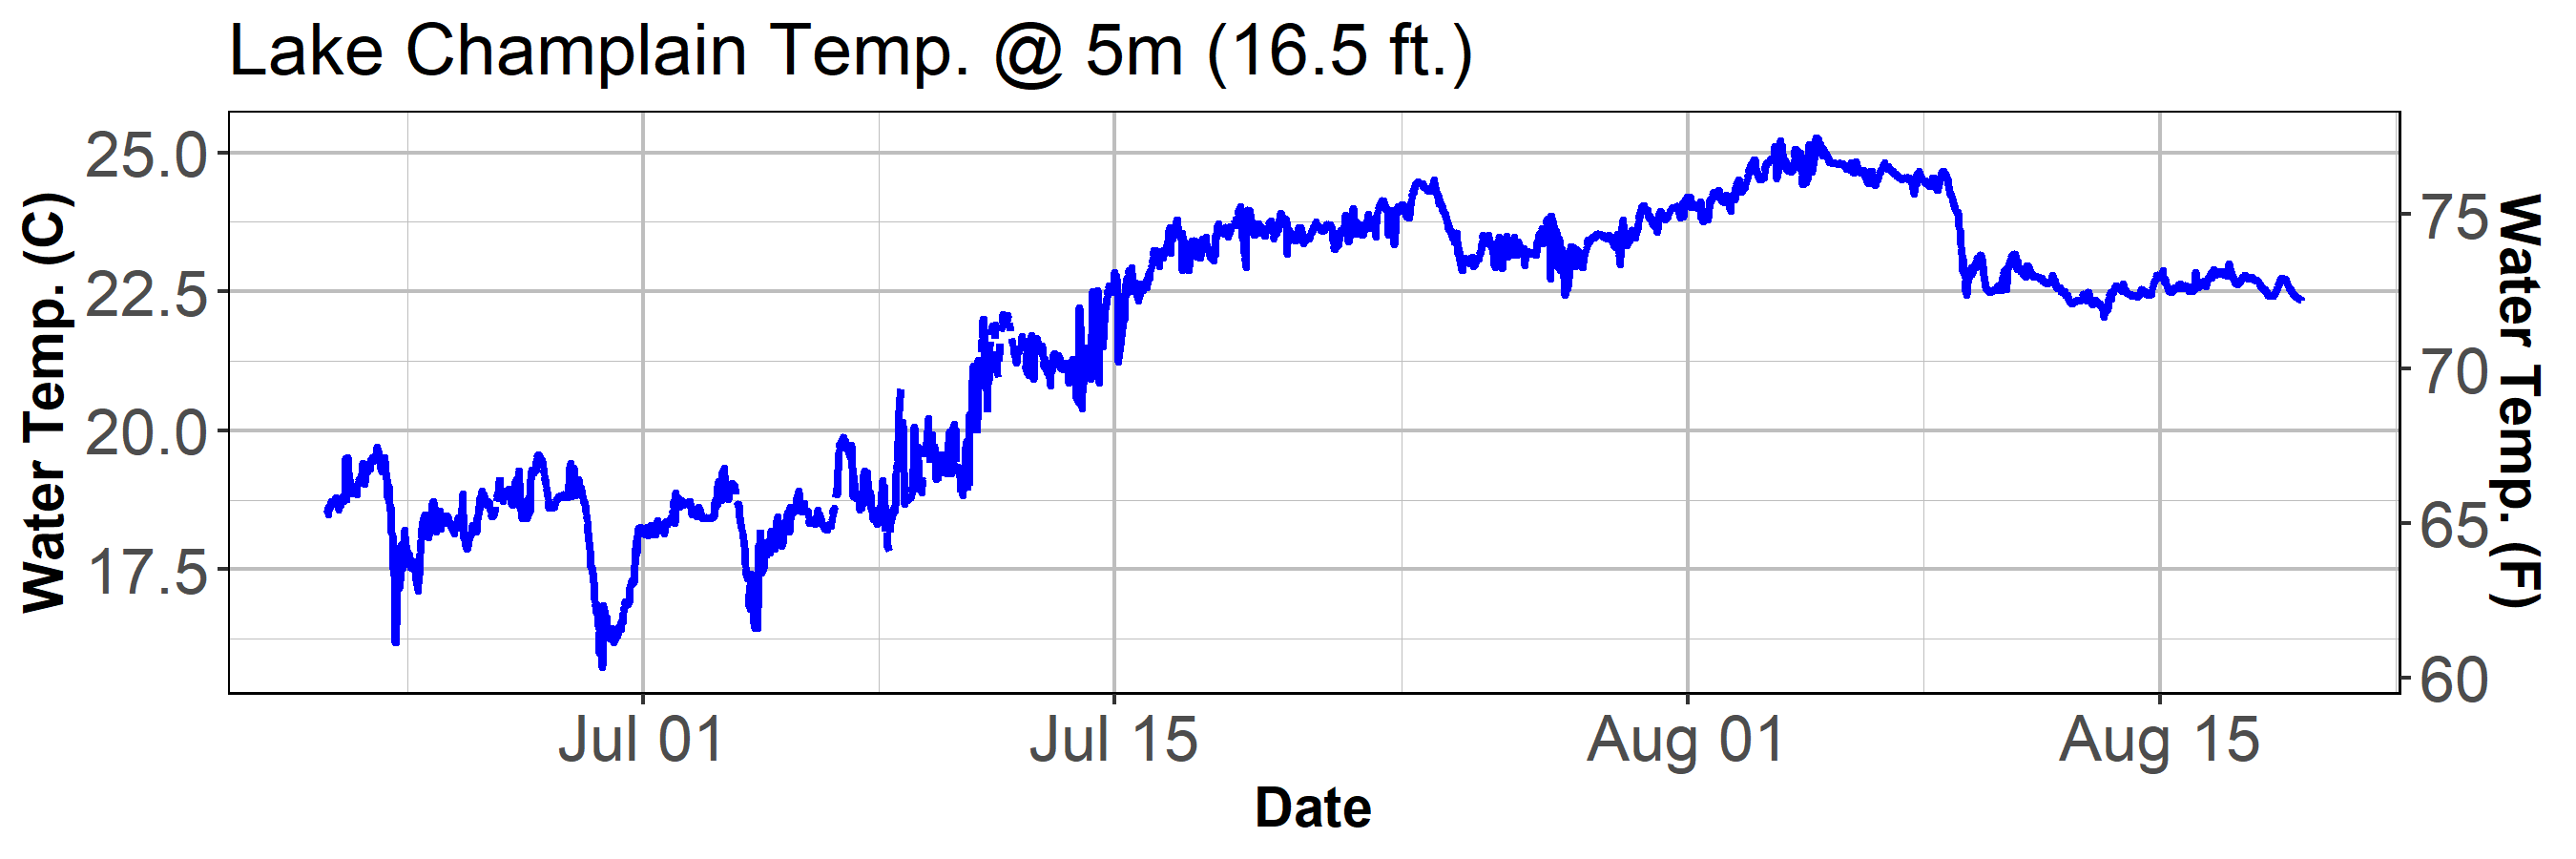 Lake Champlain Temp. @ 5m (16.5 ft.)
Water Temp. (C)
25.0
22.5
20.0
17.5
75
70
65
60
Water Temp. (F)
Jul 01
Jul 15
Aug 01
Aug 15
Date